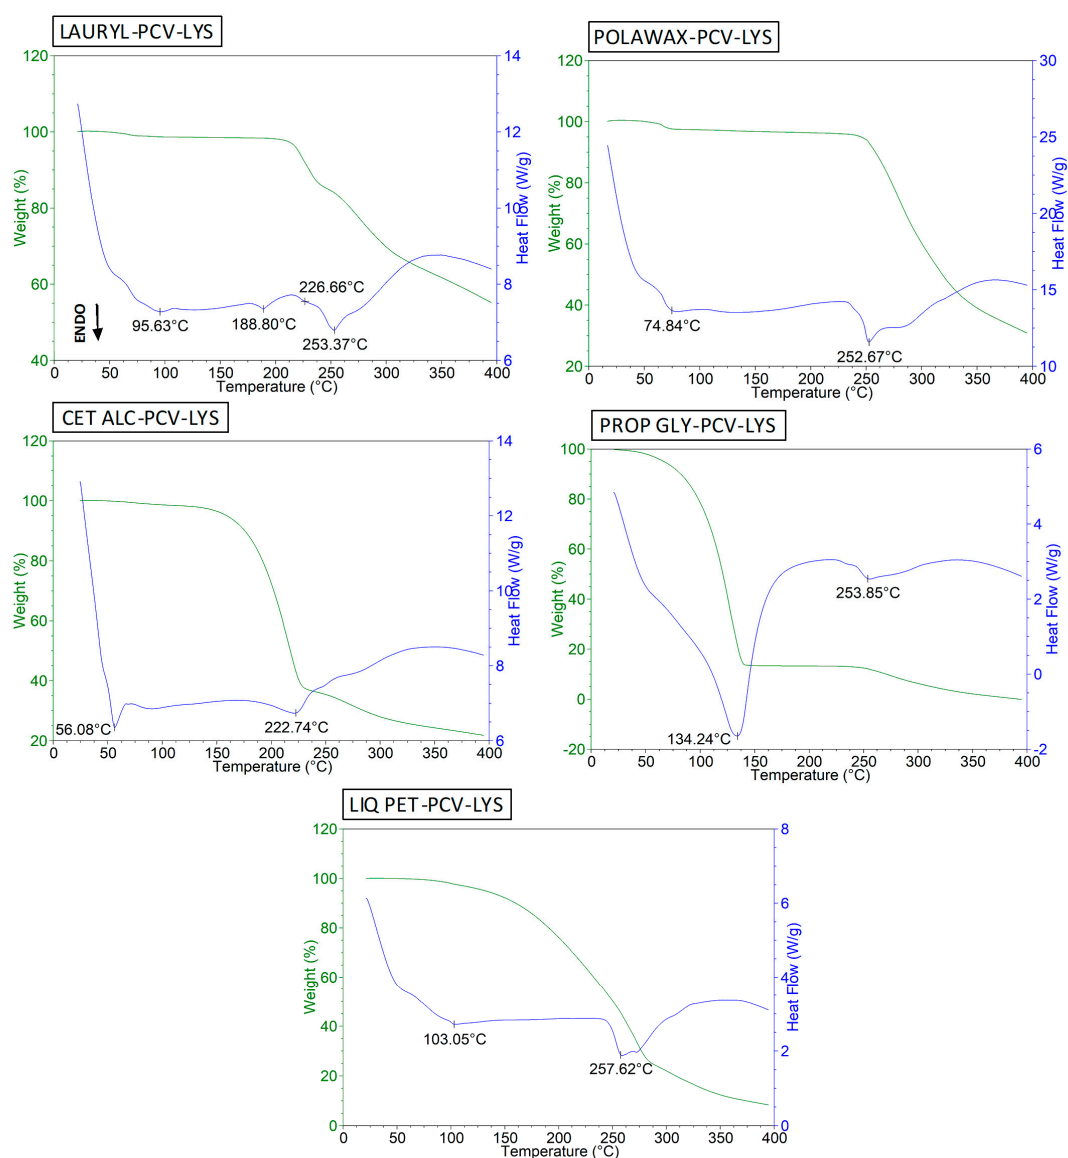 LAURYL-PCV-LYS
120
100
80
60
40
Weight (%)
14
12
10
8
6
Heat Flow (W/g)
ENDO
95.63°C
188.80°C
226.66°C
253.37°C
0 50 100 150 200 250 300 350 400
Temperature (°C)
POLAWAX-PCV-LYS
120
100
80
60
40
20
Weight (%)
30
25
20
15
10
Heat Flow (W/g)
74.84°C
252.67°C
0 50 100 150 200 250 300 350 400
Temperature (°C)
CET ALC-PCV-LYS
120
100
80
60
40
20
Weight (%)
14
12
10
8
6
Heat Flow (W/g)
56.08°C
222.74°C
0 50 100 150 200 250 300 350 400
Temperature (°C)
PROP GLY-PCV-LYS
100
80
60
40
20
0
-20
Weight (%)
6
4
2
0
-2
Heat Flow (W/g)
134.24°C
253.85°C
0 50 100 150 200 250 300 350 400
Temperature (°C)
LIQ PET-PCV-LYS
120
100
80
60
40
20
0
Weight (%)
8
6
4
2
0
Heat Flow (W/g)
103.05°C
257.62°C
0 50 100 150 200 250 300 350 400
Temperature (°C)